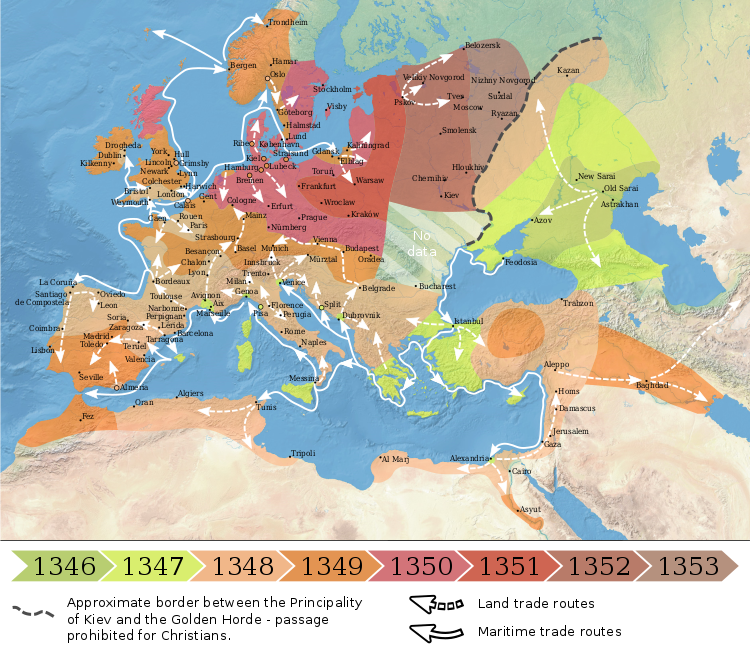 Trondheim
Bergen
Hamar
Oslo
Stockholm
Göteborg
Visby
Halmstad
Lund
København
Ribe
Belozersk
Velikiy Novgorod
Nizhny Novgorod
Kazan
Pskov
Tver
Suzdal
Moscow
Ryazan
Smolensk
Hloukhiv
Chernihiv
Kiev
Drogheda
Dublin
Kilkenny
York
Hull
Lincoln
Grimsby
Newark
Lynn
Colchester
Harwich
Bristol
London
Weymouth
Calais
Gent
Kiel
Stralsund
Lübeck
Hamburg
Bremen
Gdansk
Kaliningrad
Elbląg
Toruń
Warsaw
Frankfurt
Wroclaw
Cologne
Erfurt
Prague
Kraków
Mainz
Nürnberg
Caen
Rouen
Paris
Strasbourg
Basel
Munich
Vienna
Budapest
Oradea
Besançon
Chalon
Lyon
Innsbruck
Trento
Milan
Mürztal
Venice
Belgrade
Bucharest
No
data
New Sarai
Old Sarai
Astrakhan
Azov
Feodosia
La Coruña
Santiago
de Compostela
Oviedo
Leon
Bordeaux
Toulouse
Avignon
Aix
Narbonne
Marseille
Perpignan
Genoa
Pisa
Florence
Perugia
Split
Dubrovnik
Rome
Naples
Messina
Istanbul
Trabzon
Coimbra
Lisbon
Soria
Zaragoza
Lerida
Barcelona
Madrid
Toledo
Teruel
Tarragona
Valencia
Seville
Almeria
Fez
Oran
Algiers
Tunis
Tripoli
Al Marj
Alexandria
Cairo
Asyut
Aleppo
Homs
Damascus
Jerusalem
Gaza
Baghdad
1346 1347 1348 1349 1350 1351 1352 1353
Approximate border between the Principality
of Kiev and the Golden Horde - passage
prohibited for Christians.
Land trade routes
Maritime trade routes